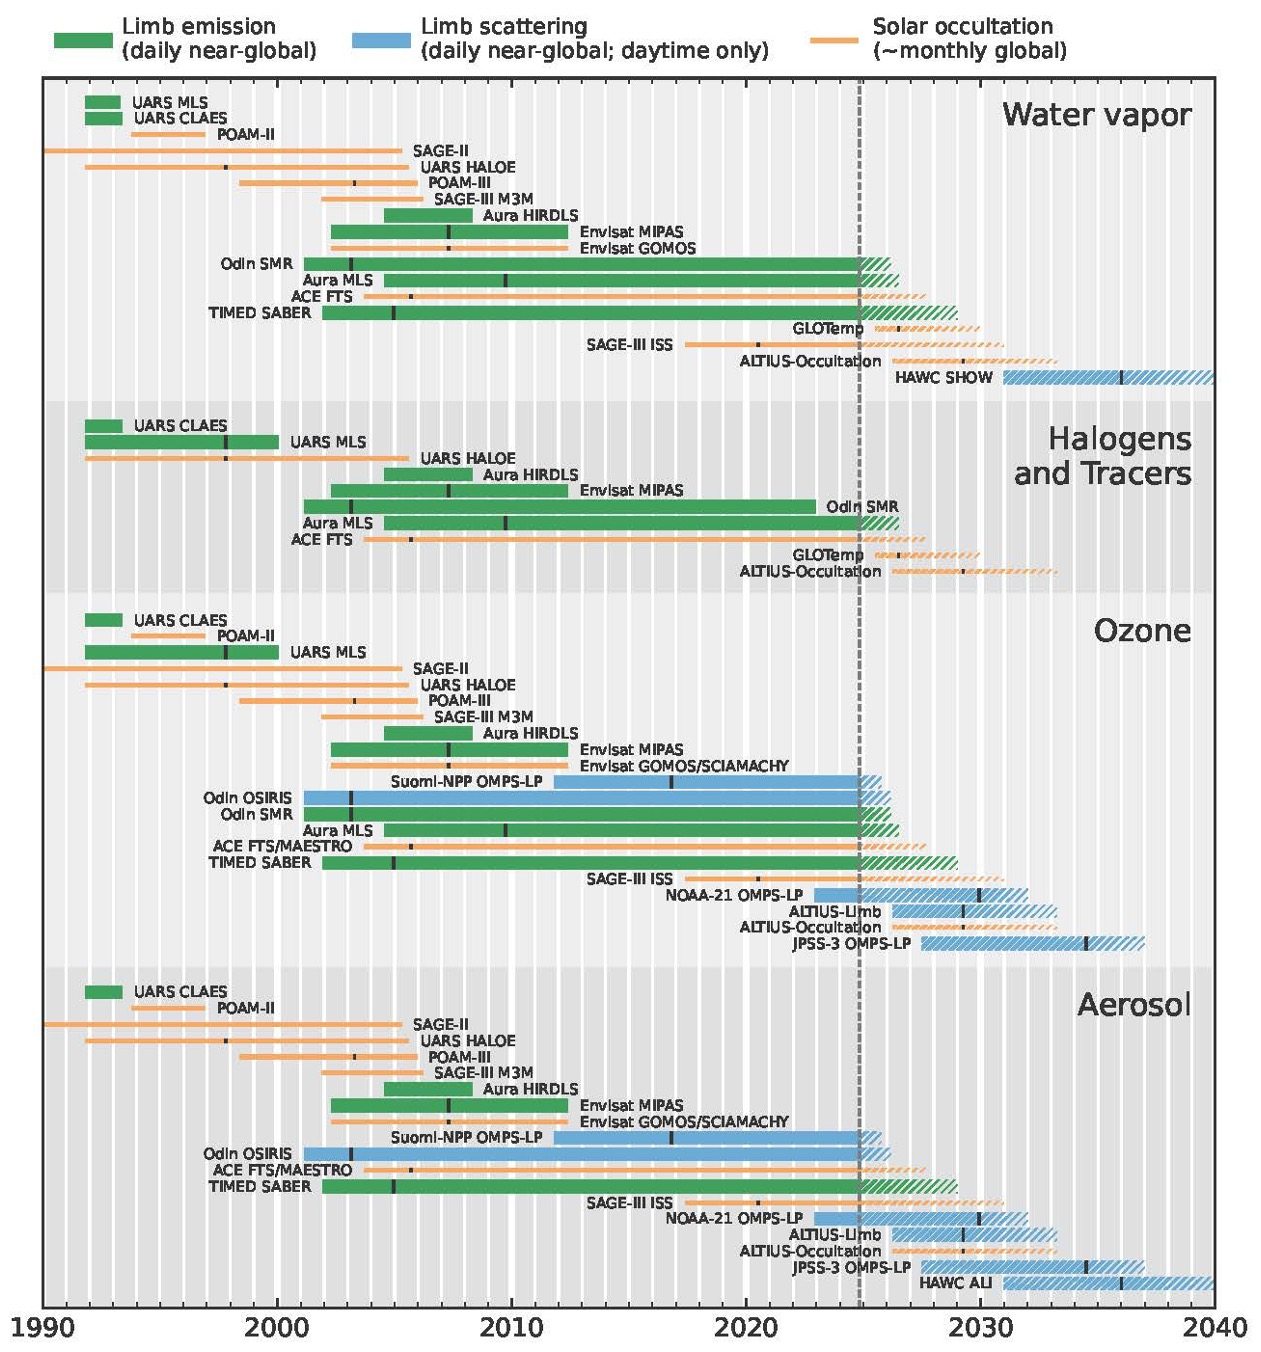 Limb emission
(daily near-global)
Limb scattering
(daily near-global; daytime only)
Solar occultation
(~monthly global)
Water vapor
UARS MLS
UARS CLAES
POAM-II
SAGE-II
UARS HALOE
POAM-III
SAGE-III M3M
Aura HIRDLS
Envisat MIPAS
Envisat GOMOS
Odin SMR
Aura MLS
ACE FTS
TIMED SABER
GLOTemp
SAGE-III ISS
ALTIUS-Occultation
HAWC SHOW
Halogens
and Tracers
UARS CLAES
UARS MLS
UARS HALOE
Aura HIRDLS
Envisat MIPAS
Odin SMR
Aura MLS
ACE FTS
GLOTemp
ALTIUS-Occultation
Ozone
UARS CLAES
POAM-II
UARS MLS
SAGE-II
UARS HALOE
POAM-III
SAGE-III M3M
Aura HIRDLS
Envisat MIPAS
Envisat GOMOS/SCIAMACHY
Suomi-NPP OMPS-LP
Odin OSIRIS
Odin SMR
Aura MLS
ACE FTS/MAESTRO
TIMED SABER
SAGE-III ISS
NOAA-21 OMPS-LP
ALTIUS-Limb
ALTIUS-Occultation
JPSS-3 OMPS-LP
Aerosol
UARS CLAES
POAM-II
SAGE-II
UARS HALOE
POAM-III
SAGE-III M3M
Aura HIRDLS
Envisat MIPAS
Envisat GOMOS/SCIAMACHY
Suomi-NPP OMPS-LP
Odin OSIRIS
ACE FTS/MAESTRO
TIMED SABER
SAGE-III ISS
NOAA-21 OMPS-LP
ALTIUS-Limb
ALTIUS-Occultation
JPSS-3 OMPS-LP
HAWC ALI
1990 2000 2010 2020 2030 2040